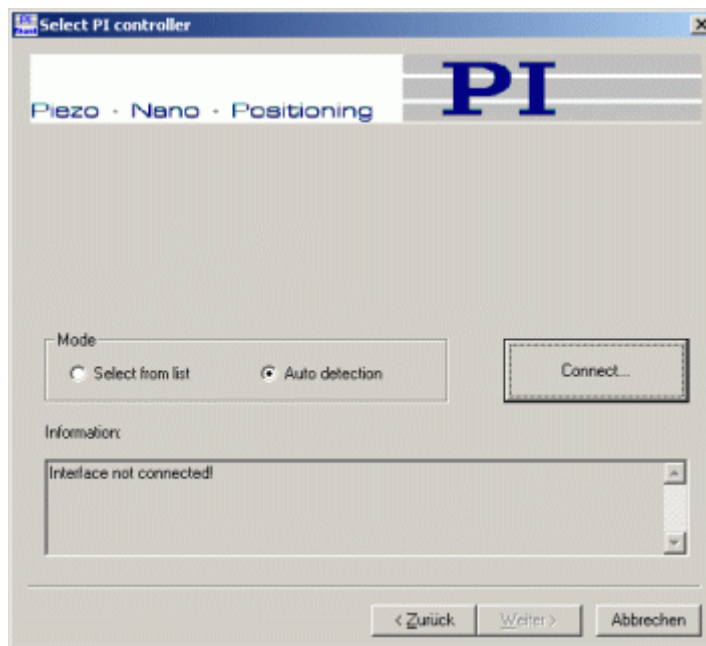 Select PI controller
PI
Piezo - Nano - Positioning
Mode
Select from list
Auto detection
Connect...
Information:
Interface not connected!
< Zurück
Weiter >
Abbrechen